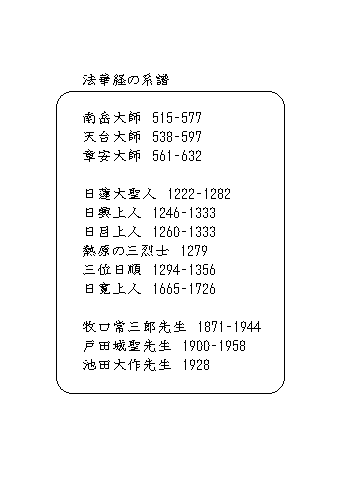 法華経の系譜
南岳大師 515-577
天台大師 538-597
章安大師 561-632
日蓮大聖人 1222-1282
日興上人 1246-1333
日目上人 1260-1333
熱原の三烈士 1279
三位日順 1294-1356
日寛上人 1665-1726
牧口常三郎先生 1871-1944
戸田城聖先生 1900-1958
池田大作先生 1928